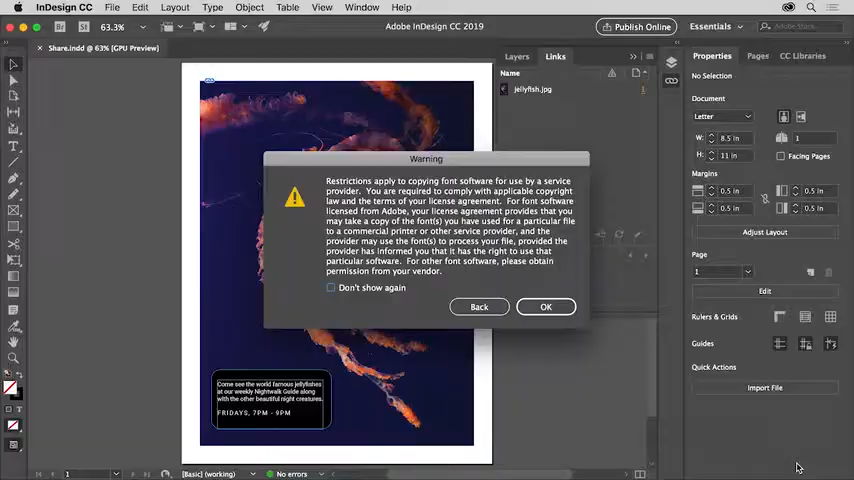 InDesign CC File Edit Layout Type Object Table View Window Help
Br St 63.3% Adobe InDesign CC 2019 Publish Online Essentials Adobe Stock
Share.indd @ 63% [GPU Preview]
Layers Links
Name
jellyfish.jpg 1
Properties Pages CC Libraries
No Selection
Document
Letter
W: 8.5 in 1
H: 11 in Facing Pages
Margins
0.5 in 0.5 in
0.5 in 0.5 in
Adjust Layout
Page
1
Edit
Rulers & Grids
Guides
Quick Actions
Import File
Warning
Restrictions apply to copying font software for use by a service
provider. You are required to comply with applicable copyright
law and the terms of your license agreement. For font software
licensed from Adobe, your license agreement provides that you
may take a copy of the font(s) you have used for a particular file
to a commercial printer or other service provider, and the
provider may use the font(s) to process your file, provided the
provider has informed you that it has the right to use that
particular software. For other font software, please obtain
permission from your vendor.
Don't show again
Back OK
Come see the world famous jellyfishes
at our weekly Nightwalk Guide along
with the other beautiful night creatures.
FRIDAYS, 7PM - 9PM
1 [Basic] (working) No errors